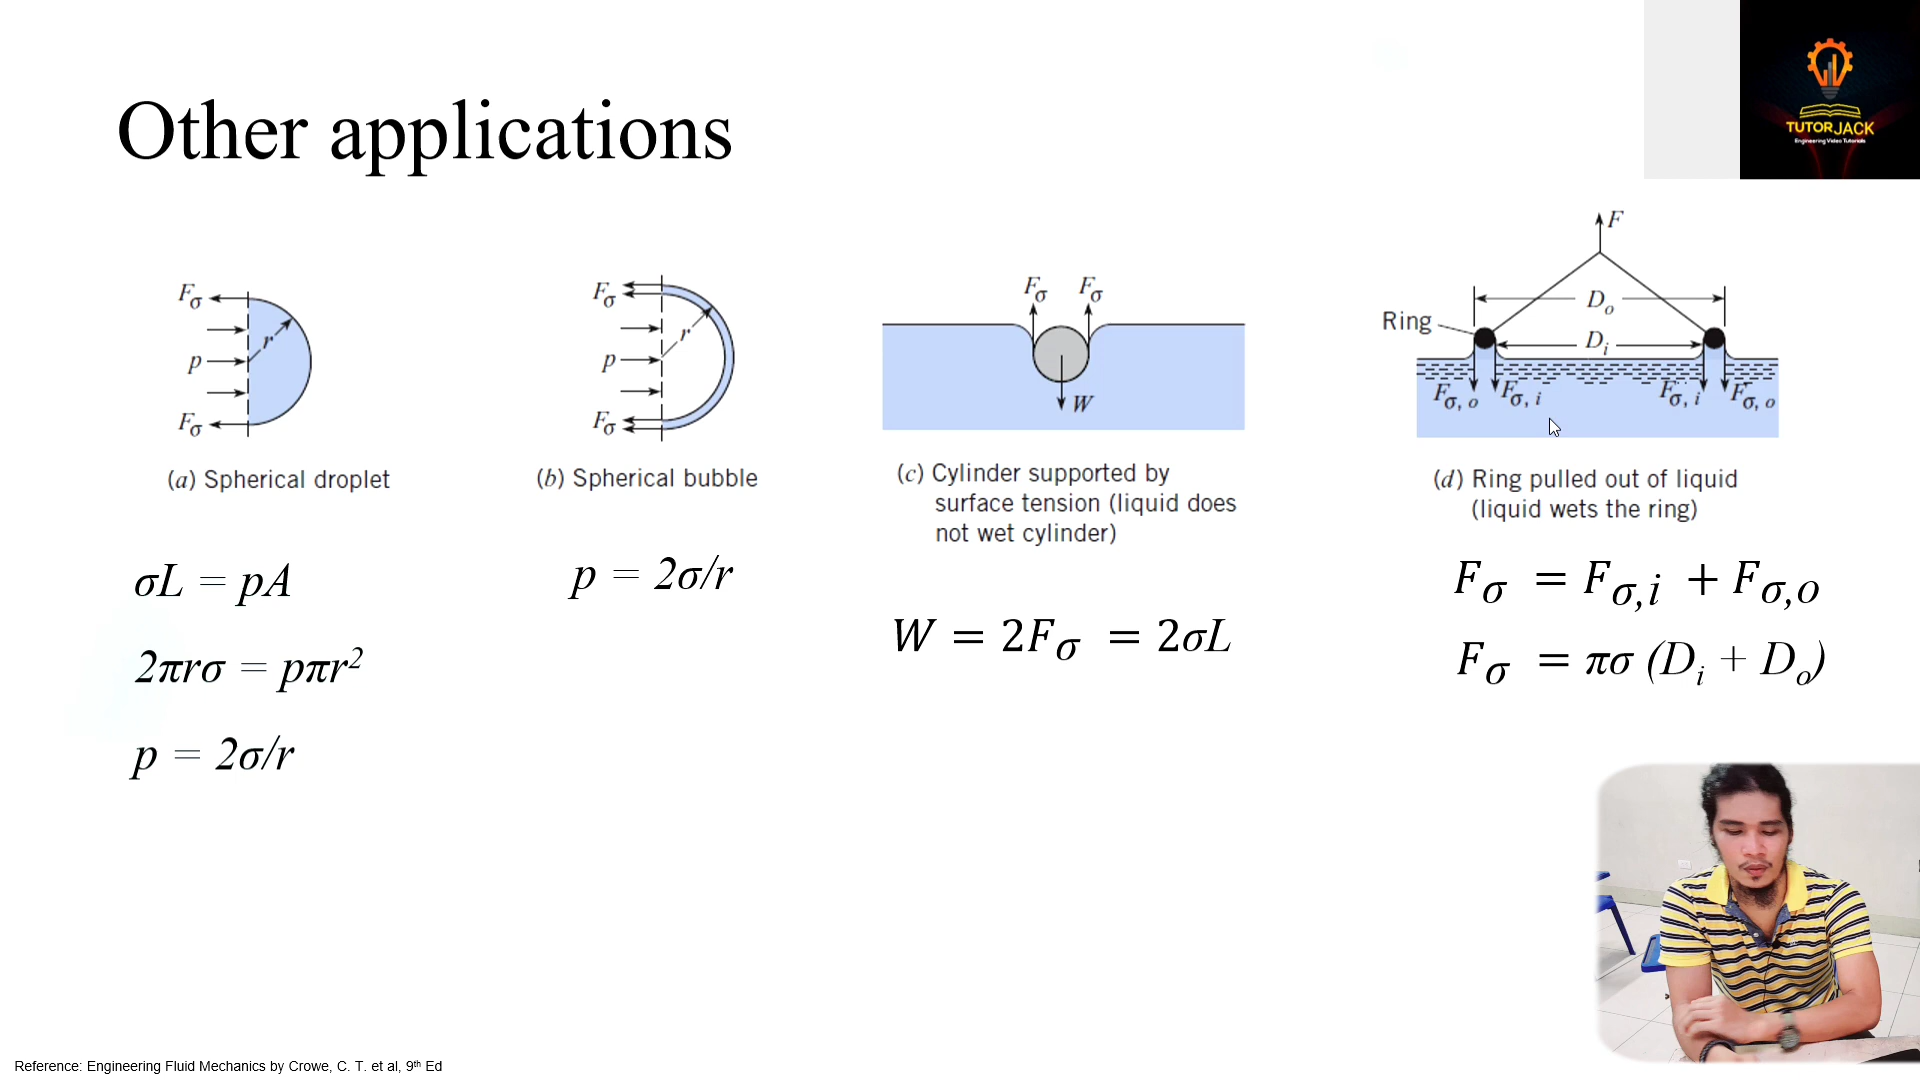 TUTORJACK
Engineering Video Tutorials
Other applications
Fσ
p
r
Fσ
(a) Spherical droplet
σL = pA
2πrσ = pπr²
p = 2σ/r
Fσ
p
r
Fσ
(b) Spherical bubble
p = 2σ/r
Fσ Fσ
W
(c) Cylinder supported by
surface tension (liquid does
not wet cylinder)
W = 2Fσ = 2σL
F
Do
Ring
Di
Fσ, o Fσ, i Fσ, i Fσ, o
(d) Ring pulled out of liquid
(liquid wets the ring)
Fσ = Fσ,i + Fσ,o
Fσ = πσ (Di + Do)
Reference: Engineering Fluid Mechanics by Crowe, C. T. et al, 9th Ed